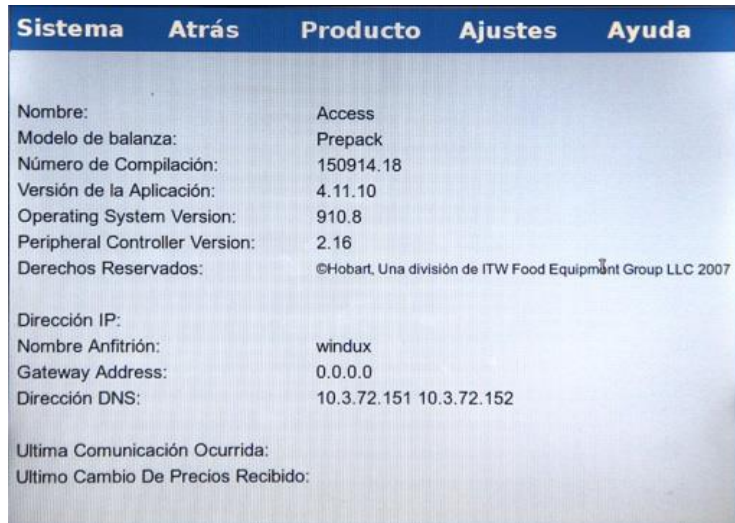 Sistema Atrás Producto Ajustes Ayuda
Nombre: Access
Modelo de balanza: Prepack
Número de Compilación: 150914.18
Versión de la Aplicación: 4.11.10
Operating System Version: 910.8
Peripheral Controller Version: 2.16
Derechos Reservados: ©Hobart, Una división de ITW Food Equipment Group LLC 2007
Dirección IP:
Nombre Anfitrión: windux
Gateway Address: 0.0.0.0
Dirección DNS: 10.3.72.151 10.3.72.152
Ultima Comunicación Ocurrida:
Ultimo Cambio De Precios Recibido: